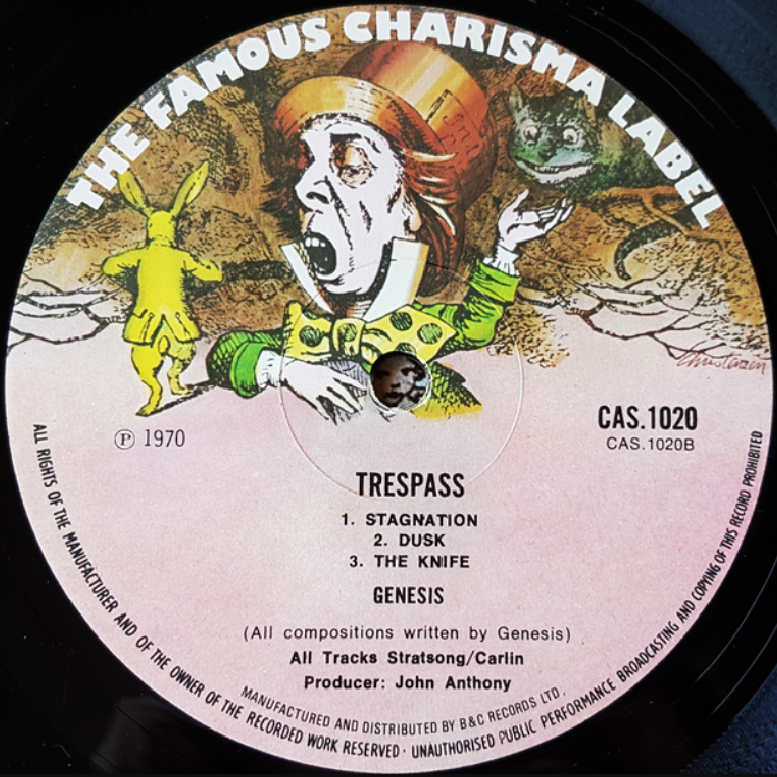 THE FAMOUS CHARISMA LABEL
Christensen
℗ 1970
CAS.1020
CAS.1020B
TRESPASS
1. STAGNATION
2. DUSK
3. THE KNIFE
GENESIS
(All compositions written by Genesis)
All Tracks Stratsong/Carlin
Producer: John Anthony
MANUFACTURED AND DISTRIBUTED BY B&C RECORDS LTD.
ALL RIGHTS OF THE MANUFACTURER AND OF THE OWNER OF THE RECORDED WORK RESERVED · UNAUTHORISED PUBLIC PERFORMANCE BROADCASTING AND COPYING OF THIS RECORD PROHIBITED